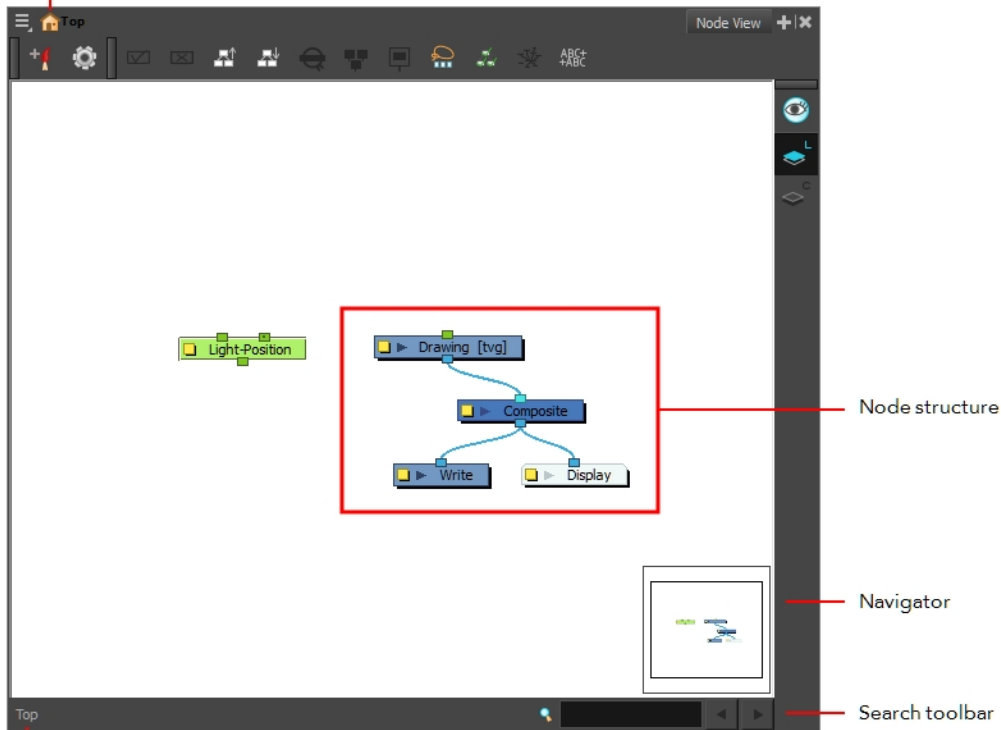 Top
Node View
ABC+
+ABC
L
C
Light-Position
Drawing [tvg]
Composite
Node structure
Write
Display
Navigator
Top
Search toolbar